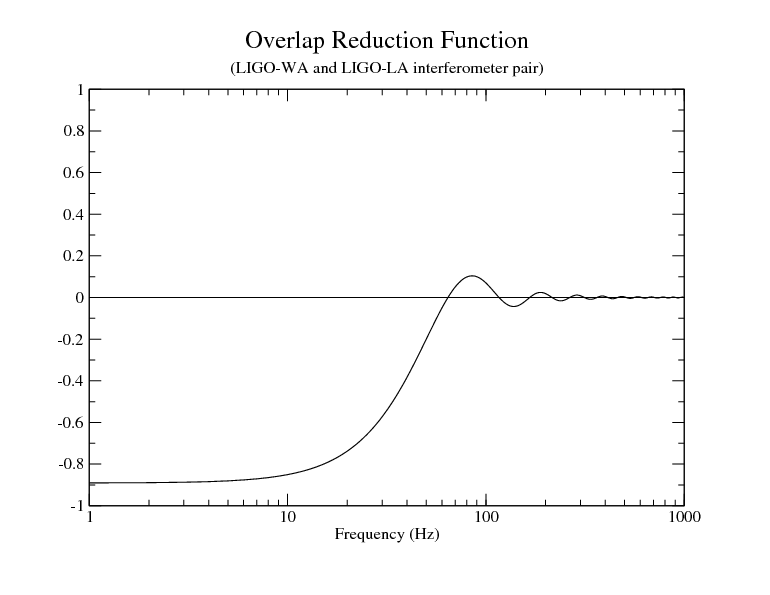 Overlap Reduction Function
(LIGO-WA and LIGO-LA interferometer pair)
1
0.8
0.6
0.4
0.2
0
-0.2
-0.4
-0.6
-0.8
-1
1 10 100 1000
Frequency (Hz)